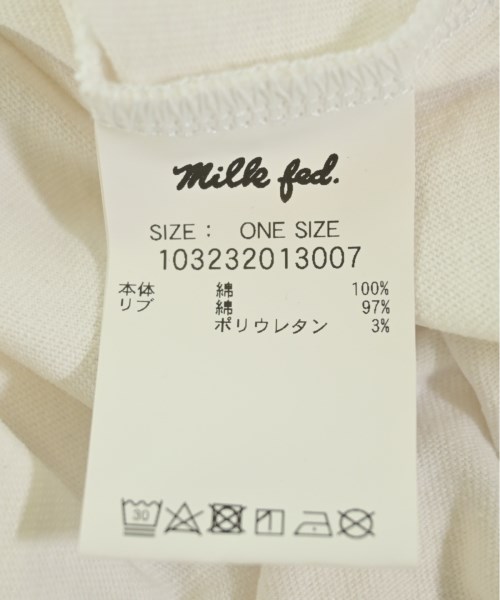 milk fed.
SIZE： ONE SIZE
103232013007
本体 綿 100%
リブ 綿 97%
ポリウレタン 3%
30